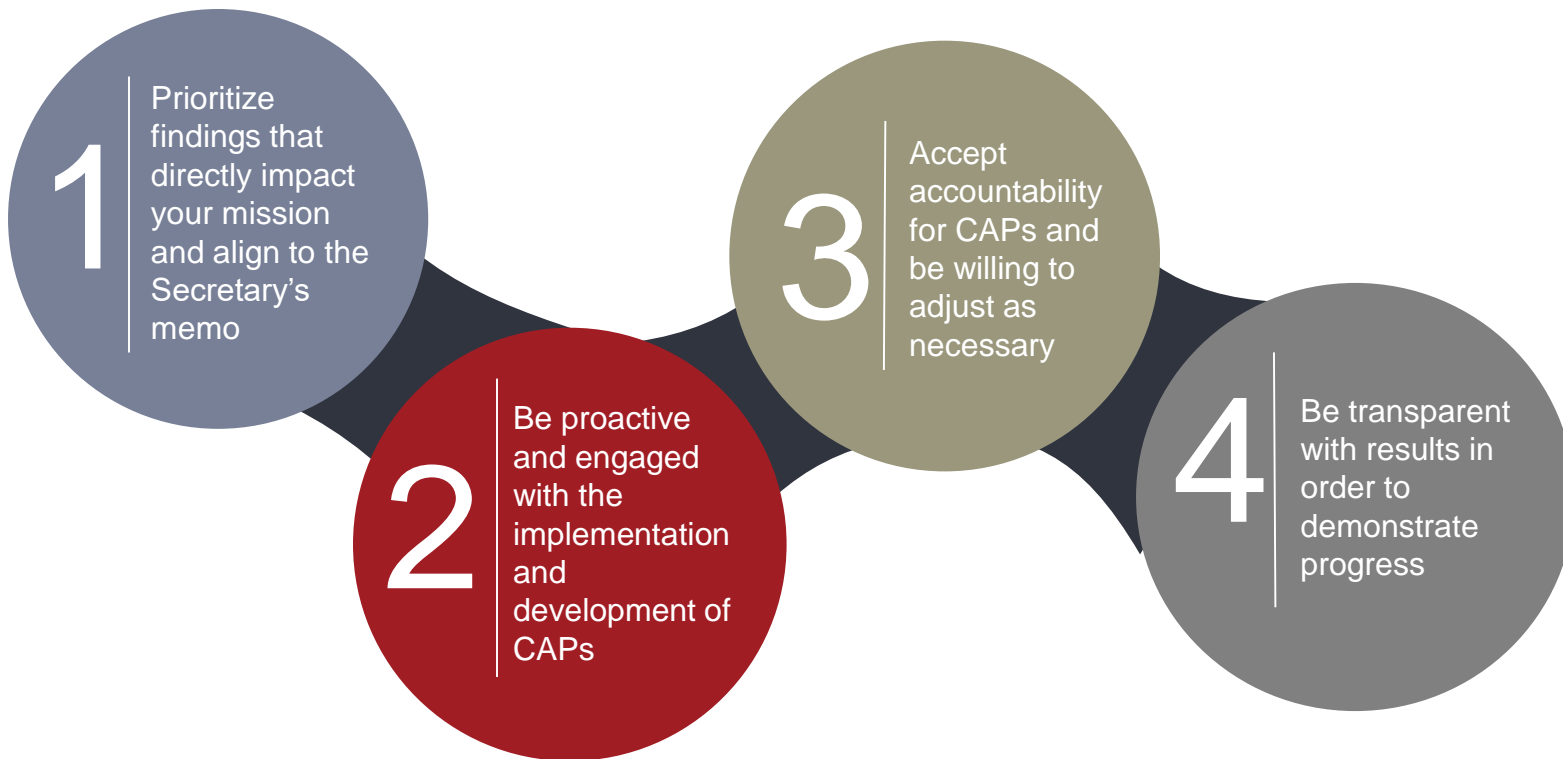 1
Prioritize
findings that
directly impact
your mission
and align to the
Secretary’s
memo
2
Be proactive
and engaged
with the
implementation
and
development of
CAPs
3
Accept
accountability
for CAPs and
be willing to
adjust as
necessary
4
Be transparent
with results in
order to
demonstrate
progress